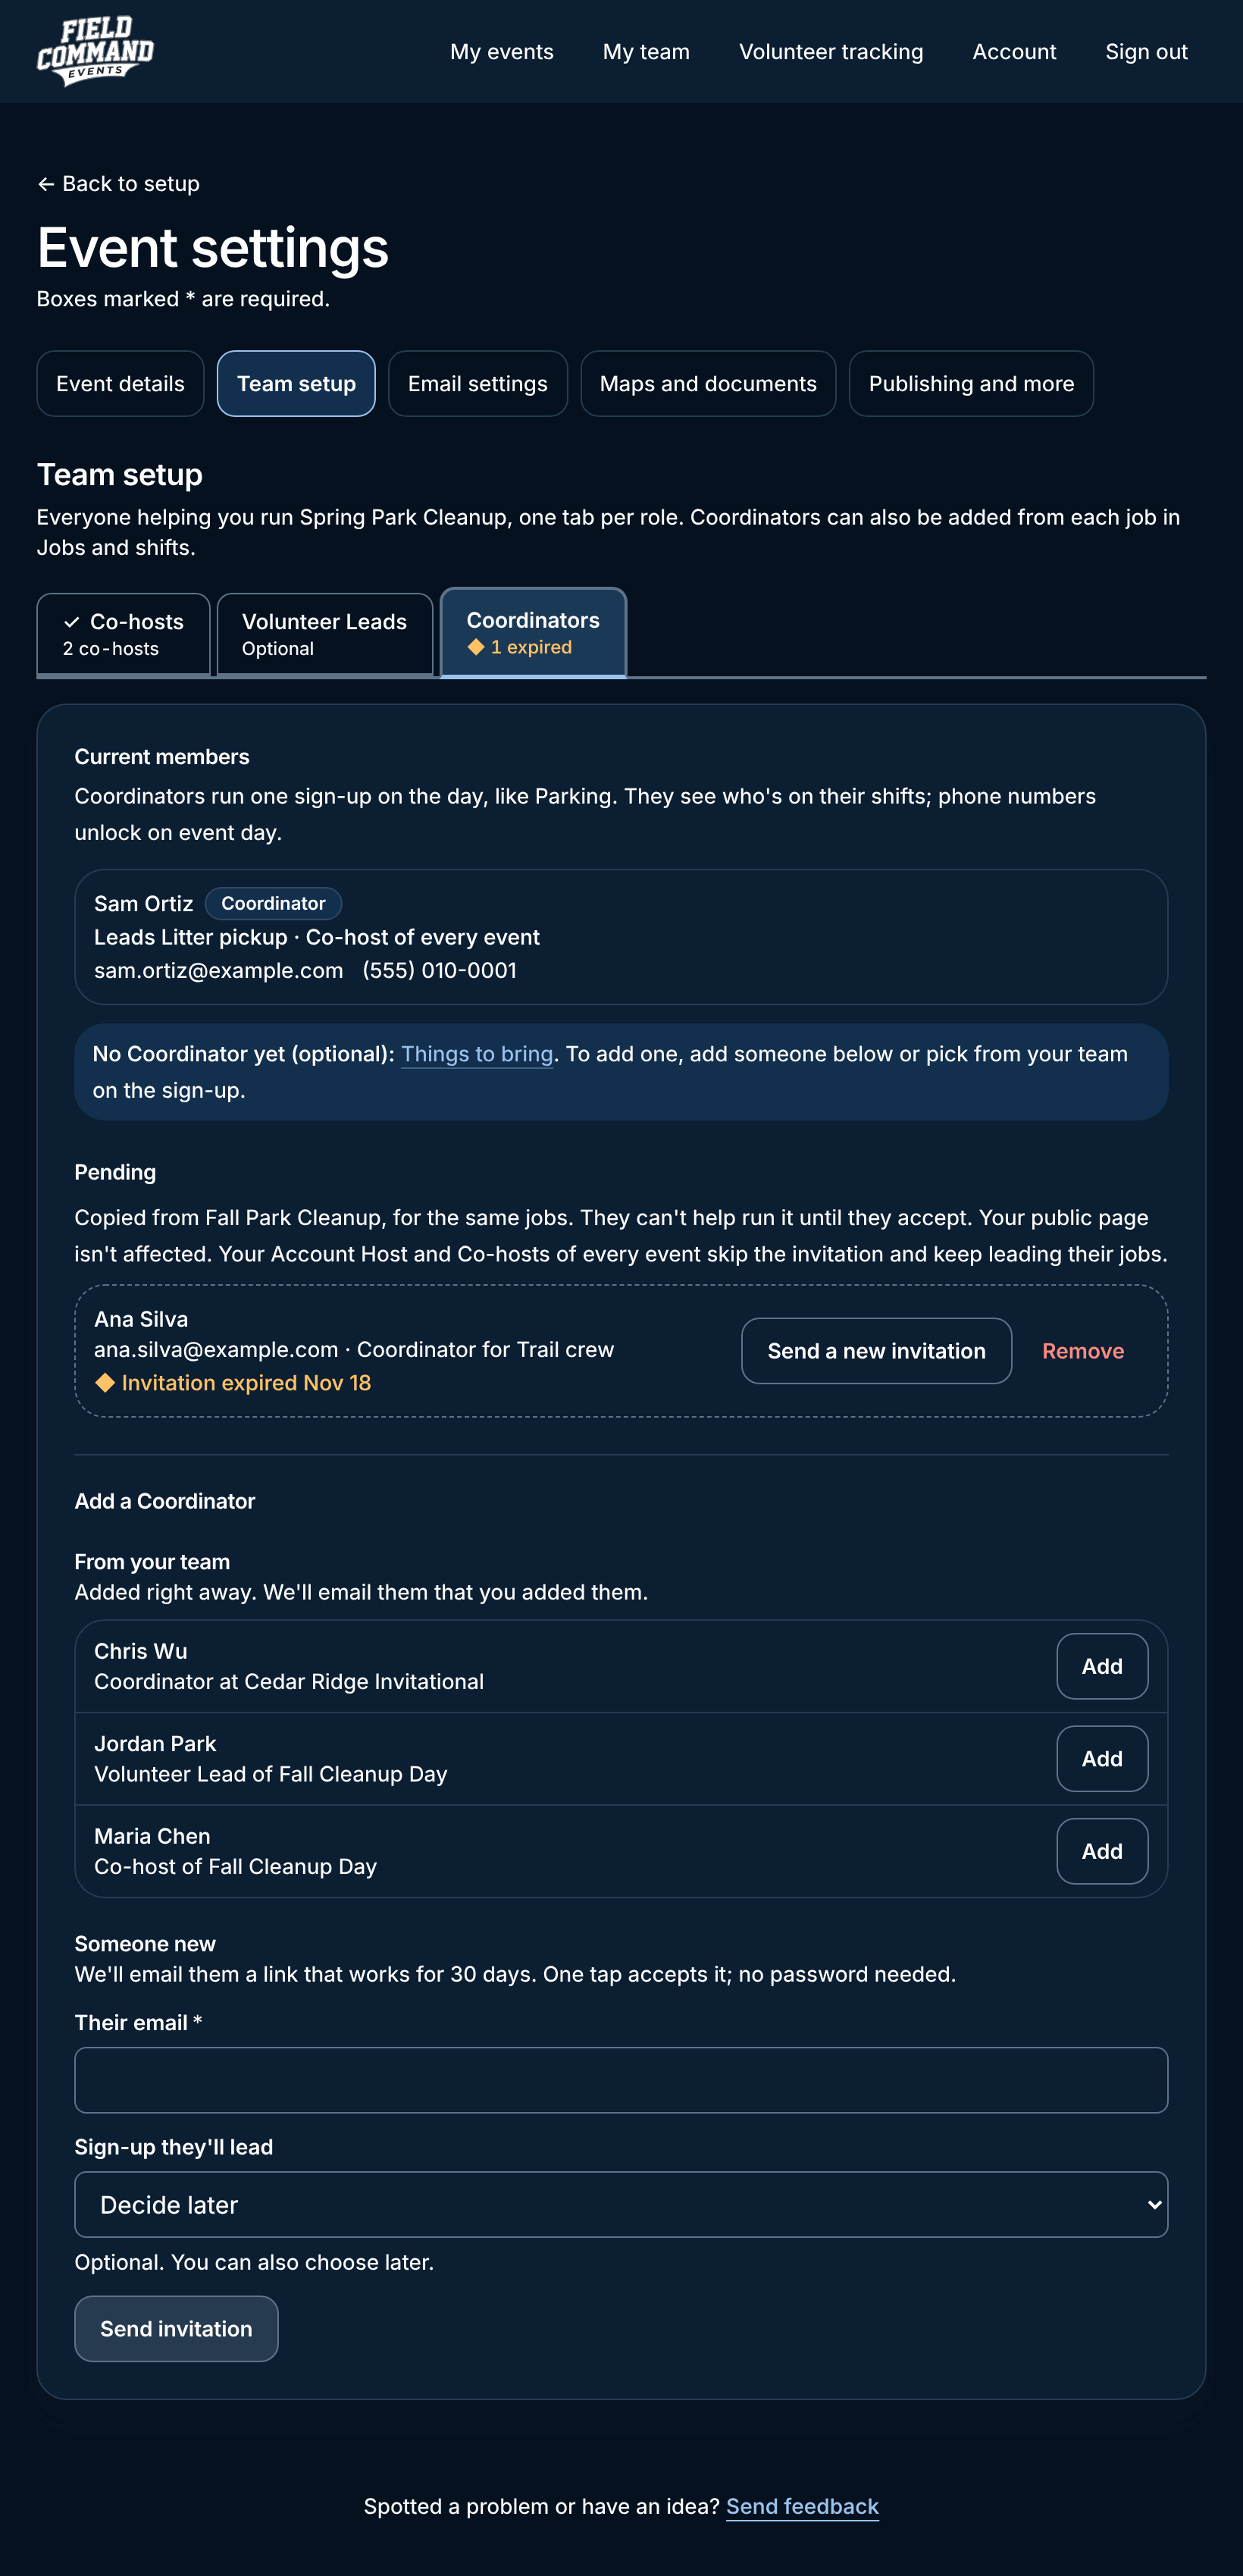 FIELD
COMMAND
EVENTS
My events
My team
Volunteer tracking
Account
Sign out
← Back to setup
Event settings
Boxes marked * are required.
Event details
Team setup
Email settings
Maps and documents
Publishing and more
Team setup
Everyone helping you run Spring Park Cleanup, one tab per role. Coordinators can also be added from each job in
Jobs and shifts.
✓ Co-hosts
2 co-hosts
Volunteer Leads
Optional
Coordinators
◆ 1 expired
Current members
Coordinators run one sign-up on the day, like Parking. They see who's on their shifts; phone numbers
unlock on event day.
Sam Ortiz Coordinator
Leads Litter pickup · Co-host of every event
sam.ortiz@example.com (555) 010-0001
No Coordinator yet (optional): Things to bring. To add one, add someone below or pick from your team
on the sign-up.
Pending
Copied from Fall Park Cleanup, for the same jobs. They can't help run it until they accept. Your public page
isn't affected. Your Account Host and Co-hosts of every event skip the invitation and keep leading their jobs.
Ana Silva
ana.silva@example.com · Coordinator for Trail crew
◆ Invitation expired Nov 18
Send a new invitation
Remove
Add a Coordinator
From your team
Added right away. We'll email them that you added them.
Chris Wu
Coordinator at Cedar Ridge Invitational
Add
Jordan Park
Volunteer Lead of Fall Cleanup Day
Add
Maria Chen
Co-host of Fall Cleanup Day
Add
Someone new
We'll email them a link that works for 30 days. One tap accepts it; no password needed.
Their email *
Sign-up they'll lead
Decide later
Optional. You can also choose later.
Send invitation
Spotted a problem or have an idea? Send feedback